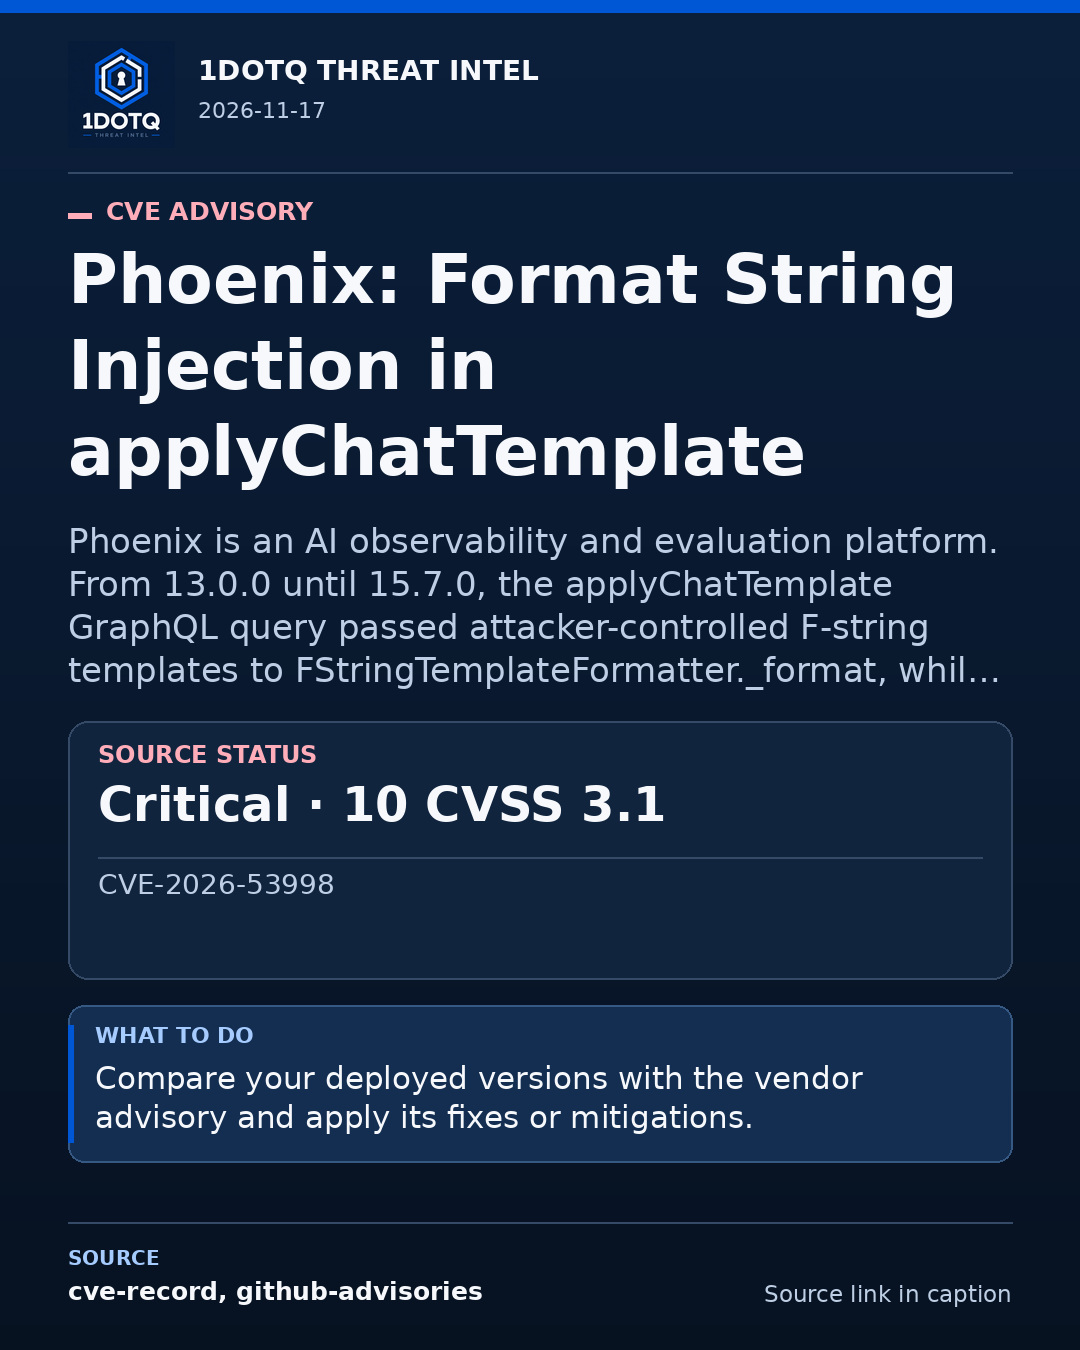 1DOTQ
THREAT INTEL
1DOTQ THREAT INTEL
2026-11-17
CVE ADVISORY
Phoenix: Format String
Injection in
applyChatTemplate
Phoenix is an AI observability and evaluation platform.
From 13.0.0 until 15.7.0, the applyChatTemplate
GraphQL query passed attacker-controlled F-string
templates to FStringTemplateFormatter._format, whil…
SOURCE STATUS
Critical · 10 CVSS 3.1
CVE-2026-53998
WHAT TO DO
Compare your deployed versions with the vendor
advisory and apply its fixes or mitigations.
SOURCE
cve-record, github-advisories
Source link in caption